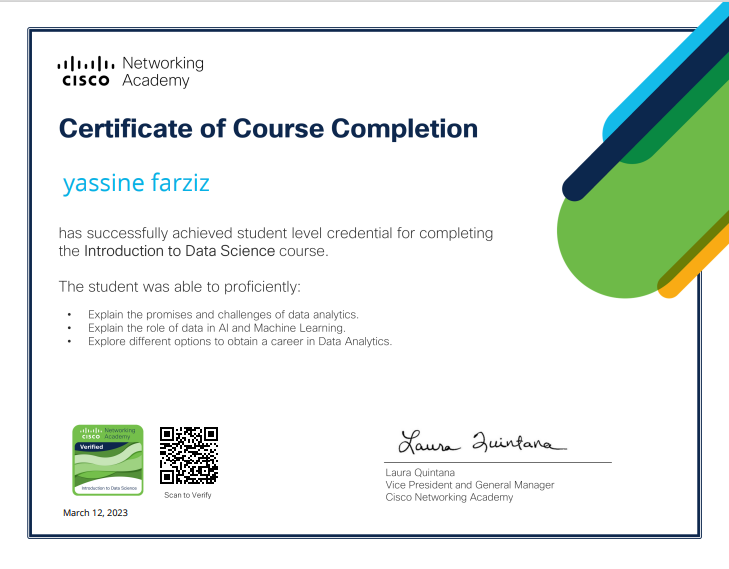 Networking
CISCO Academy
Certificate of Course Completion
yassine farziz
has successfully achieved student level credential for completing
the Introduction to Data Science course.
The student was able to proficiently:
• Explain the promises and challenges of data analytics.
• Explain the role of data in AI and Machine Learning.
• Explore different options to obtain a career in Data Analytics.
Networking
CISCO Academy
Verified
Introduction to Data Science
Scan to Verify
March 12, 2023
Laura Quintana
Laura Quintana
Vice President and General Manager
Cisco Networking Academy